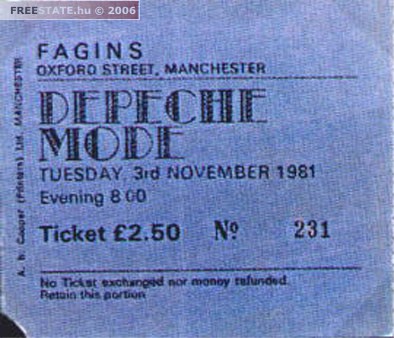 FREESTATE.hu © 2006
FAGINS
OXFORD STREET, MANCHESTER
DEPECHE
MODE
TUESDAY, 3rd NOVEMBER 1981
Evening 8 00
Ticket £2.50 Nº 231
No Ticket exchanged nor money refunded.
Retain this portion
A. B. Cooper (Printers) Ltd. MANCHESTER